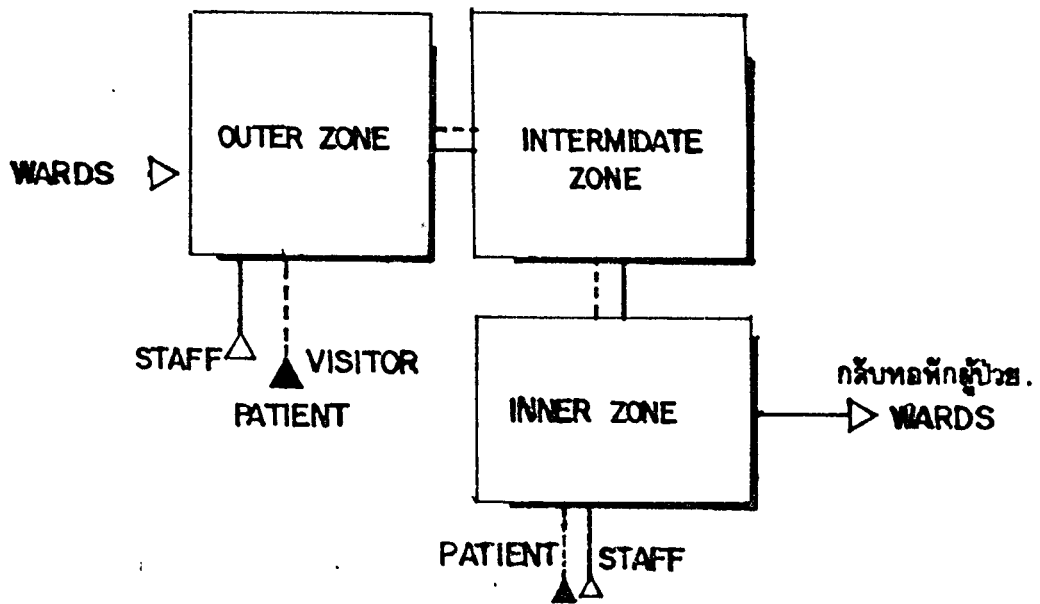 OUTER ZONE
INTERMIDATE
ZONE
WARDS
STAFF
VISITOR
PATIENT
INNER ZONE
กลับหอพักผู้ป่วย.
WARDS
PATIENT
STAFF